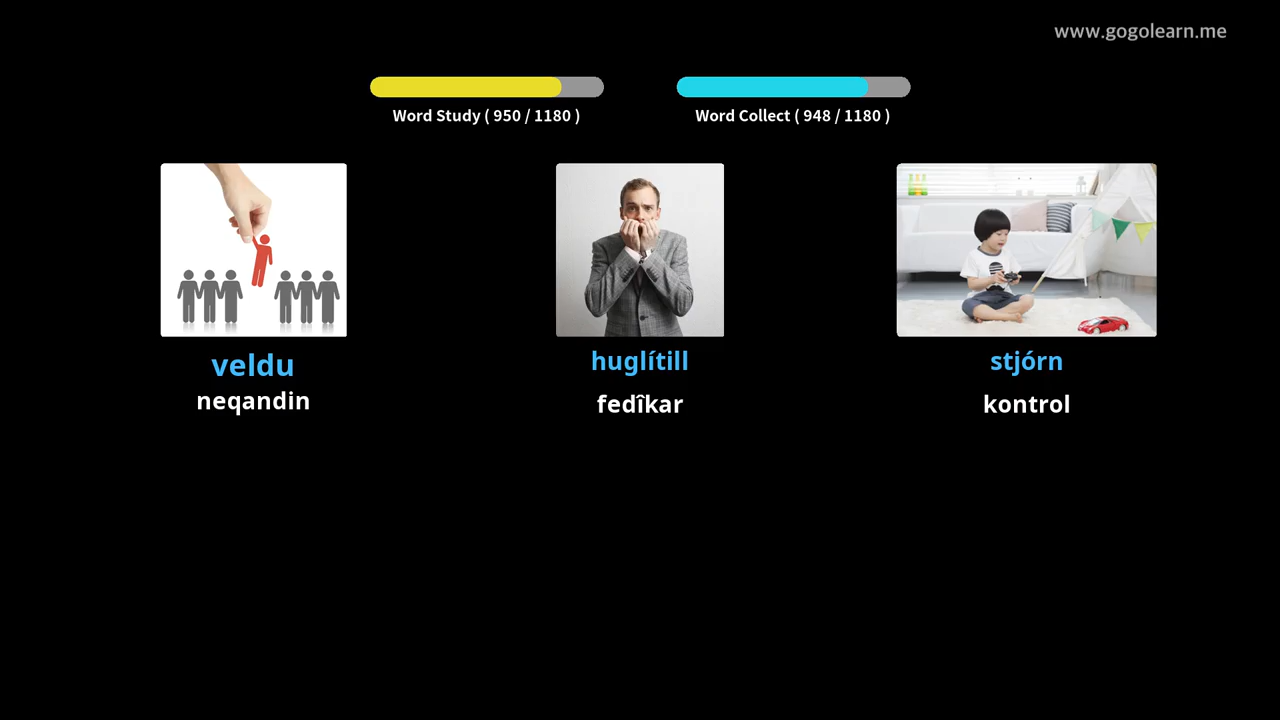 www.gogolearn.me
Word Study ( 950 / 1180 )
Word Collect ( 948 / 1180 )
veldu
neqandin
huglítill
fedîkar
stjórn
kontrol